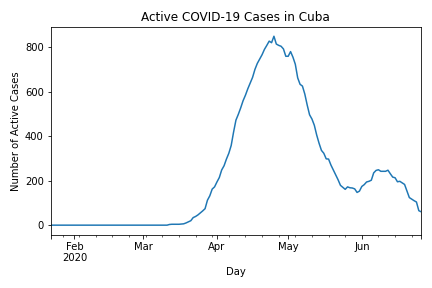 Active COVID-19 Cases in Cuba
Number of Active Cases
800
600
400
200
0
Feb Mar Apr May Jun
2020
Day